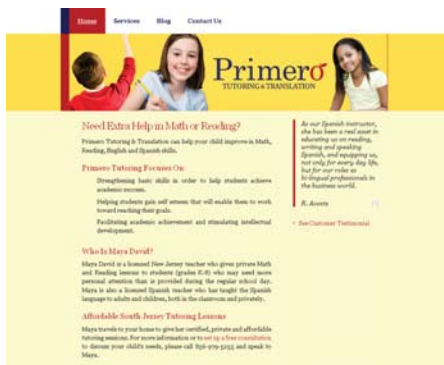 Home Services Blog Contact Us
Primero
TUTORING & TRANSLATION
Need Extra Help in Math or Reading?
Primero Tutoring & Translation can help your child improve in Math,
Reading, English and Spanish skills.
Primero Tutoring Focuses On:
Strengthening basic skills in order to help students achieve
academic success.
Helping students gain self esteem that will enable them to work
toward reaching their goals.
Facilitating academic achievement and stimulating intellectual
development.
Who Is Maya David?
Maya David is a licensed New Jersey teacher who gives private Math
and Reading lessons to students (grades K-8) who may need more
personal attention than is provided during the regular school day.
Maya is also a licensed Spanish teacher who has taught the Spanish
language to adults and children, both in the classroom and privately.
Affordable South Jersey Tutoring Lessons
Maya travels to your home to give her certified, private and affordable
tutoring sessions. For more information or to set up a free consultation
to discuss your child's needs, please call 856-979-5255 and speak to
Maya.
As our Spanish instructor,
she has been a real asset in
educating us on reading,
writing and speaking
Spanish, and equipping us,
not only for every day life,
but for our roles as
bi-lingual professionals in
the business world.
R. Acosta
See Customer Testimonial